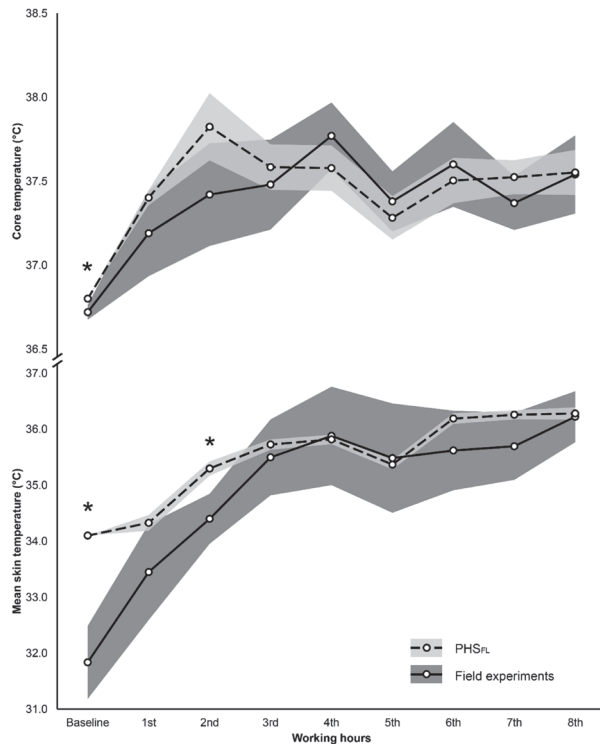 38.5
38.0
37.5
37.0
36.5
Core temperature (°C)
*
37.0
36.0
35.0
34.0
33.0
32.0
31.0
Mean skin temperature (°C)
*
*
PHSFL
Field experiments
Baseline 1st 2nd 3rd 4th 5th 6th 7th 8th
Working hours